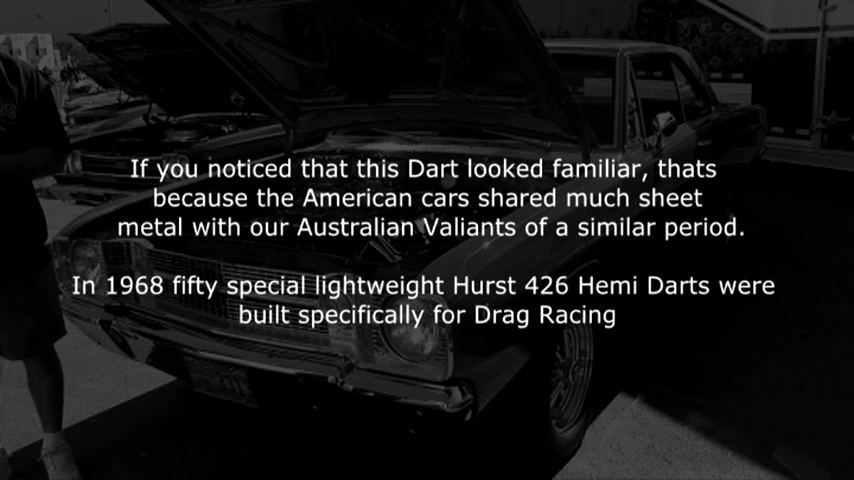 If you noticed that this Dart looked familiar, thats
because the American cars shared much sheet
metal with our Australian Valiants of a similar period.
In 1968 fifty special lightweight Hurst 426 Hemi Darts were
built specifically for Drag Racing